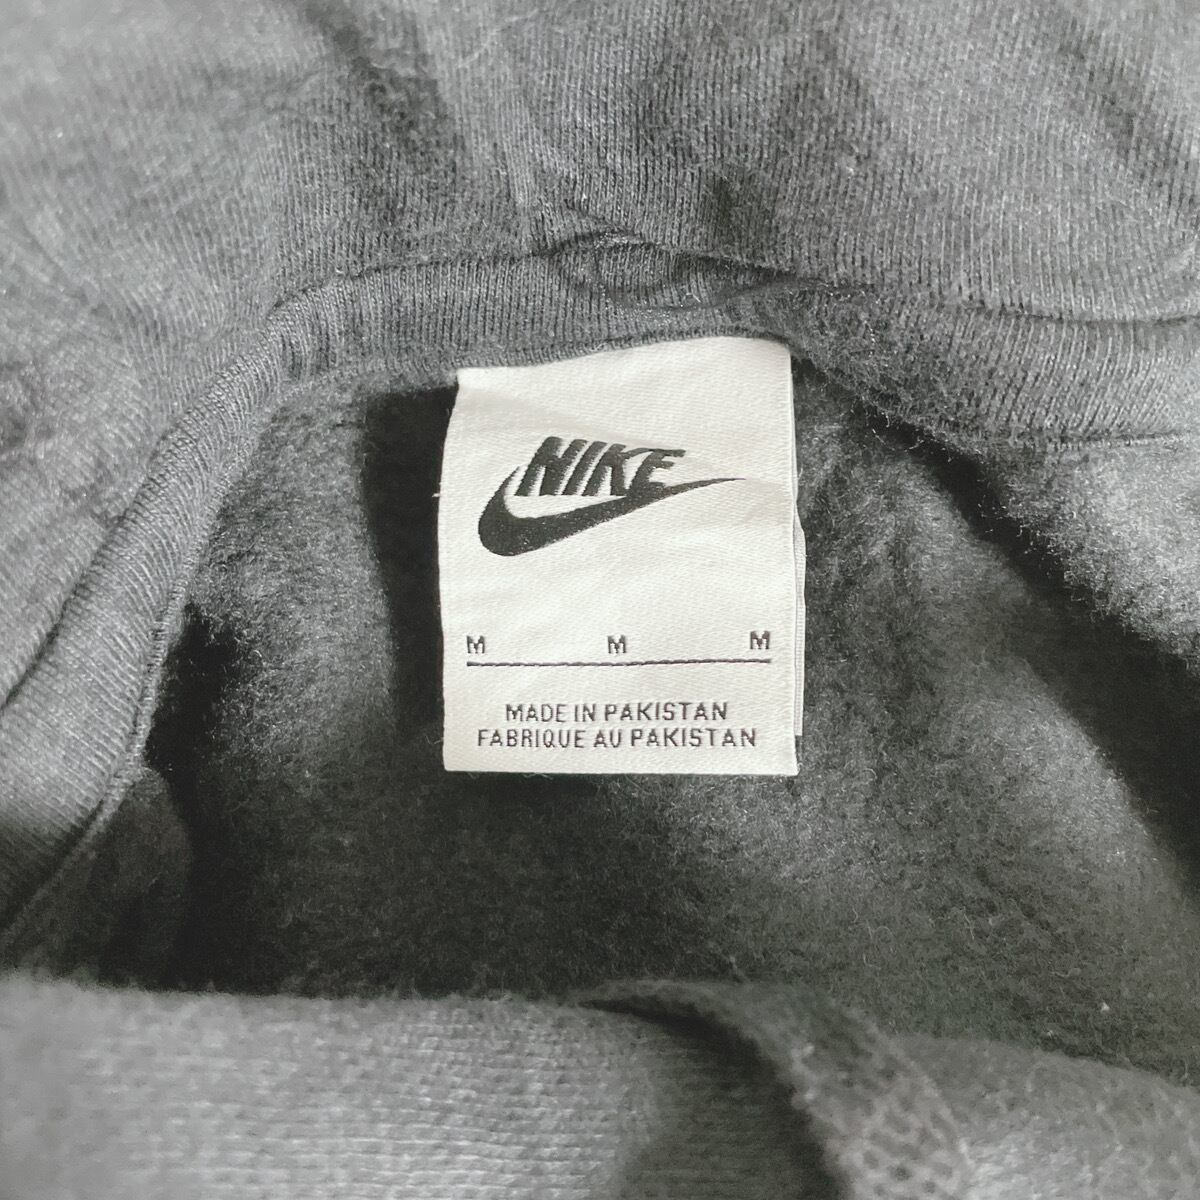 NIKE
M M M
MADE IN PAKISTAN
FABRIQUE AU PAKISTAN